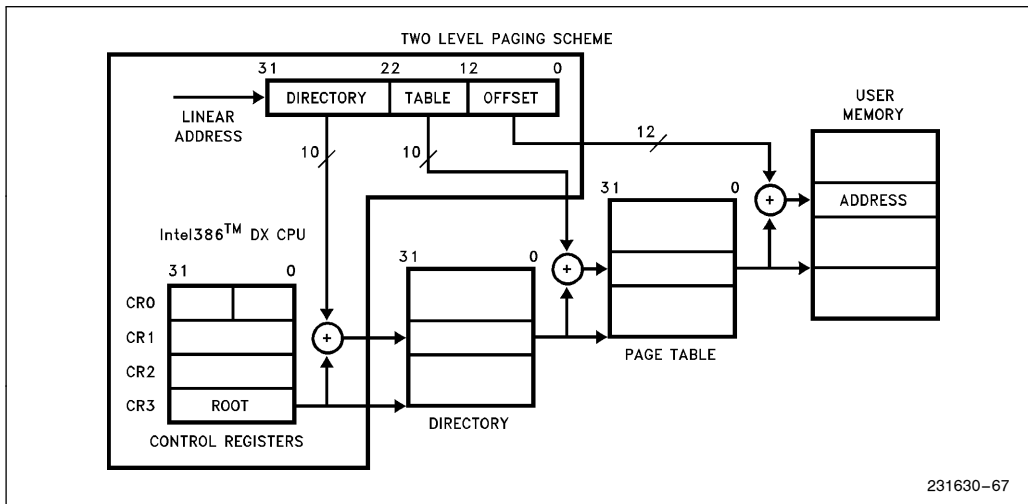 TWO LEVEL PAGING SCHEME
31 22 12 0
DIRECTORY TABLE OFFSET
USER
MEMORY
LINEAR
ADDRESS
10 10 12
31 0
ADDRESS
Intel386™ DX CPU
31 0 31 0
CR0
CR1
CR2
CR3 ROOT
PAGE TABLE
DIRECTORY
CONTROL REGISTERS
231630-67